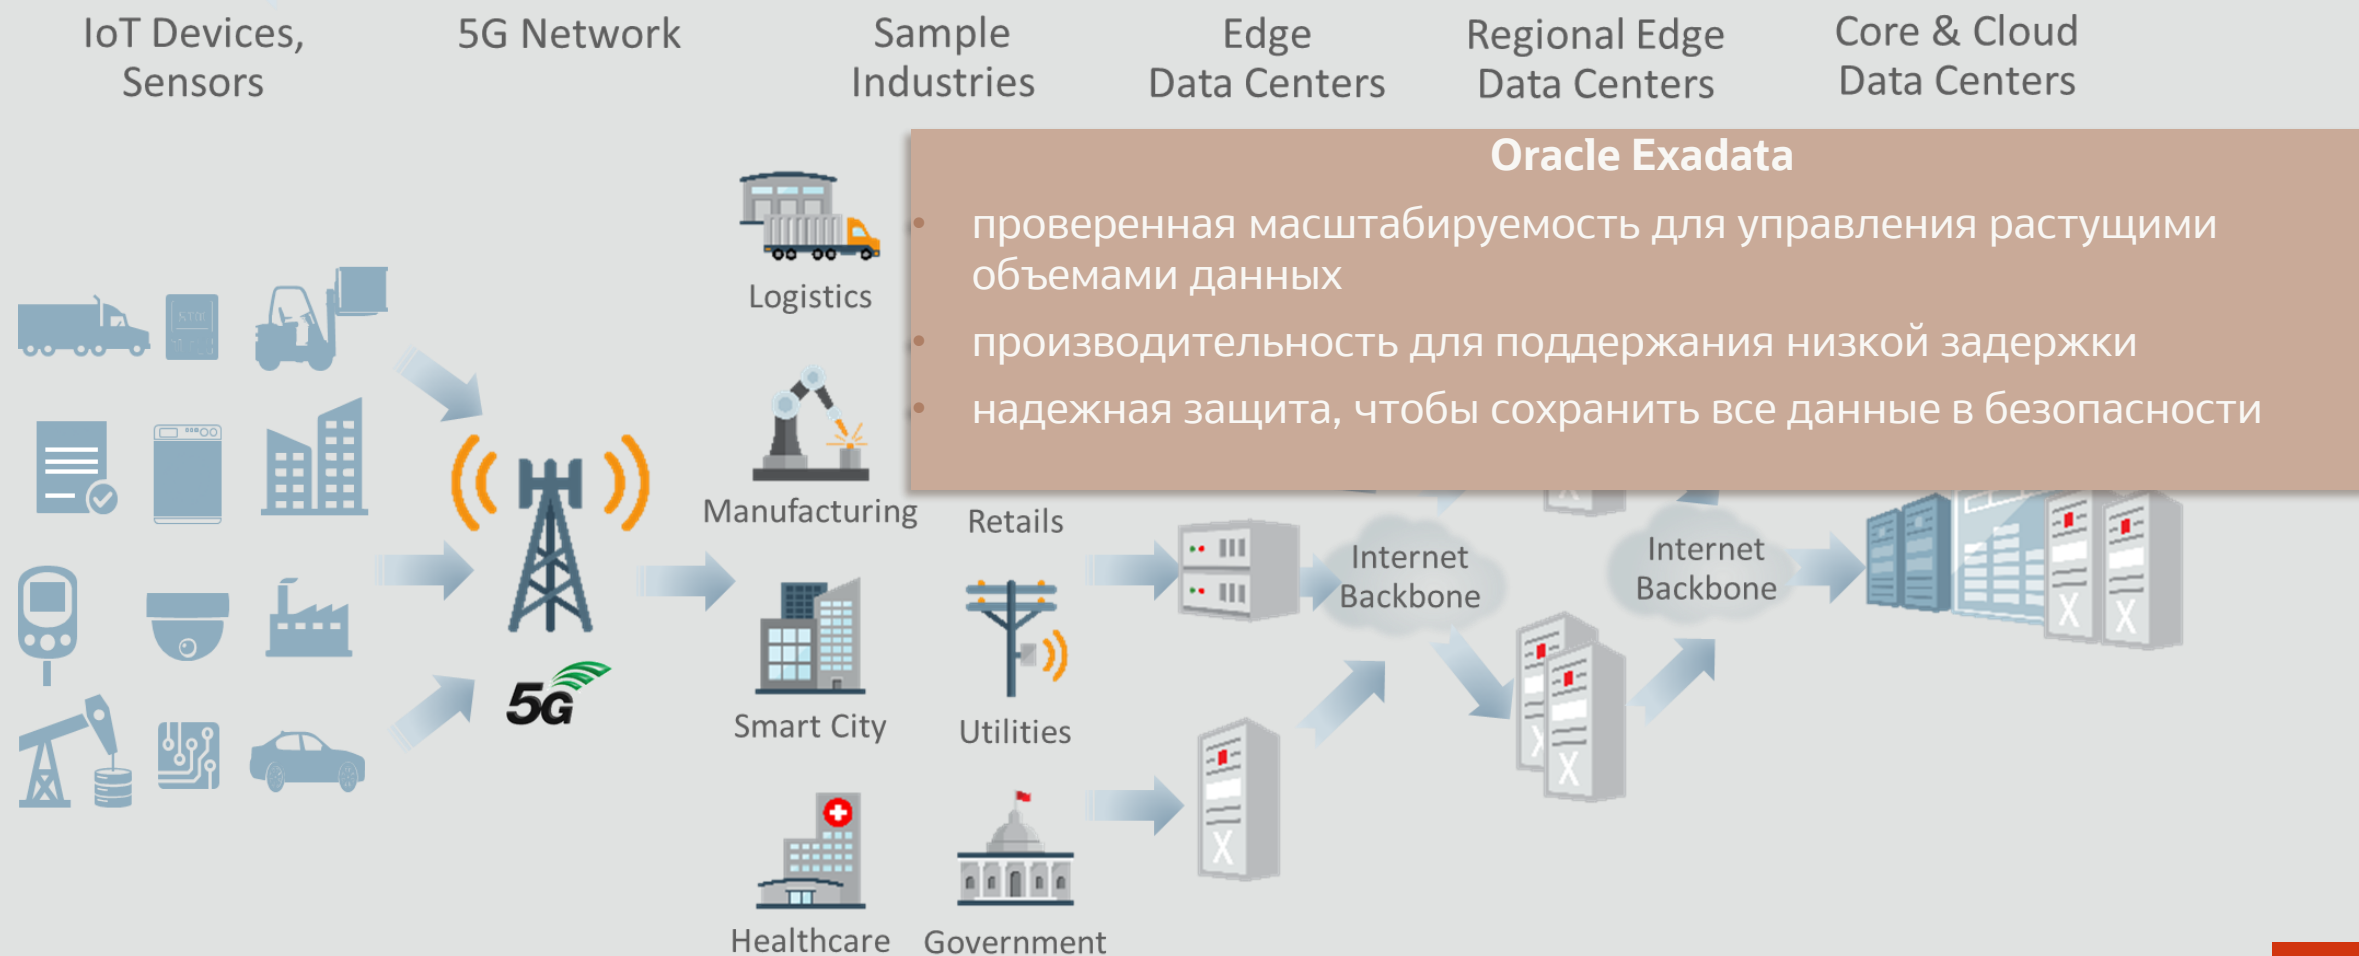 IoT Devices,
Sensors
5G Network
Sample
Industries
Edge
Data Centers
Regional Edge
Data Centers
Core & Cloud
Data Centers
Oracle Exadata
• проверенная масштабируемость для управления растущими
объемами данных
• производительность для поддержания низкой задержки
• надежная защита, чтобы сохранить все данные в безопасности
Logistics
Manufacturing
Retails
Internet
Backbone
Internet
Backbone
5G
Smart City
Utilities
X
X
X
X
X
X
Healthcare
Government